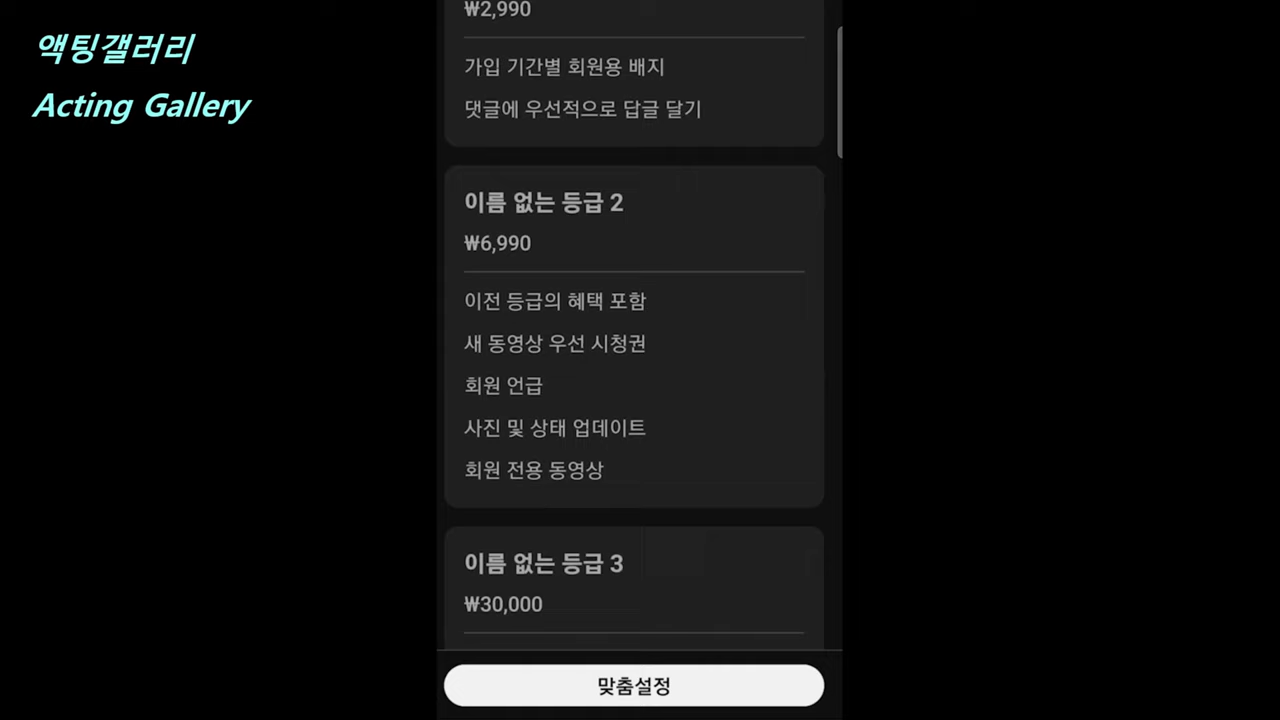 액팅갤러리
Acting Gallery
₩2,990
가입 기간별 회원용 배지
댓글에 우선적으로 답글 달기
이름 없는 등급 2
₩6,990
이전 등급의 혜택 포함
새 동영상 우선 시청권
회원 언급
사진 및 상태 업데이트
회원 전용 동영상
이름 없는 등급 3
₩30,000
맞춤설정